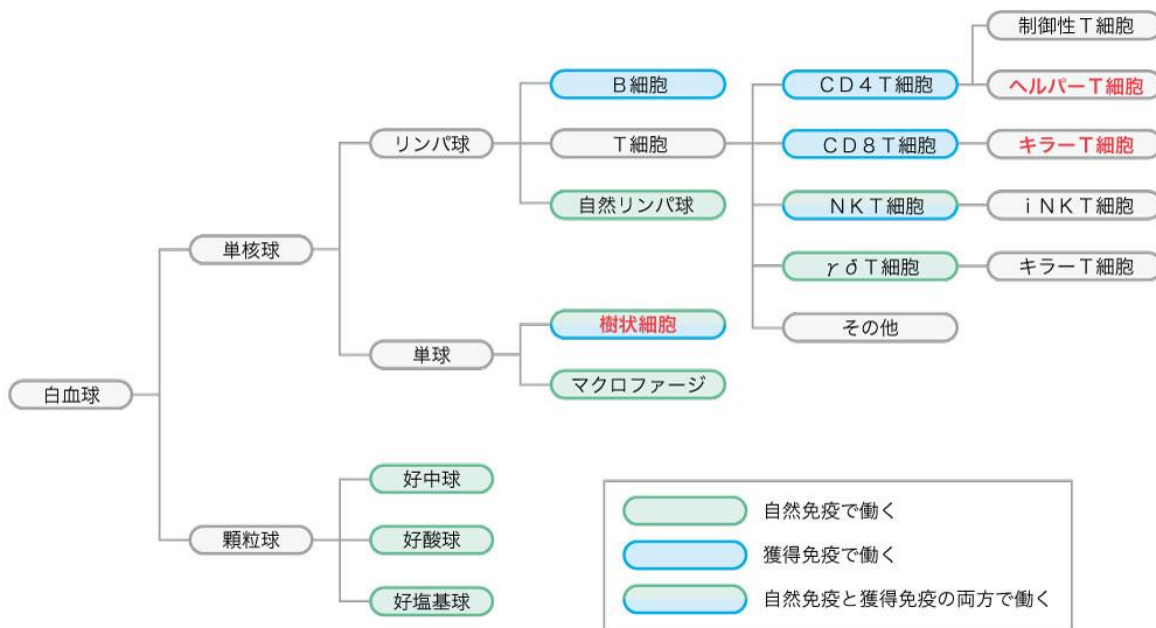 白血球
単核球
リンパ球
B細胞
T細胞
CD4T細胞
制御性T細胞
ヘルパーT細胞
CD8T細胞
キラーT細胞
NKT細胞
iNKT細胞
γδT細胞
キラーT細胞
その他
自然リンパ球
単球
樹状細胞
マクロファージ
顆粒球
好中球
好酸球
好塩基球
自然免疫で働く
獲得免疫で働く
自然免疫と獲得免疫の両方で働く